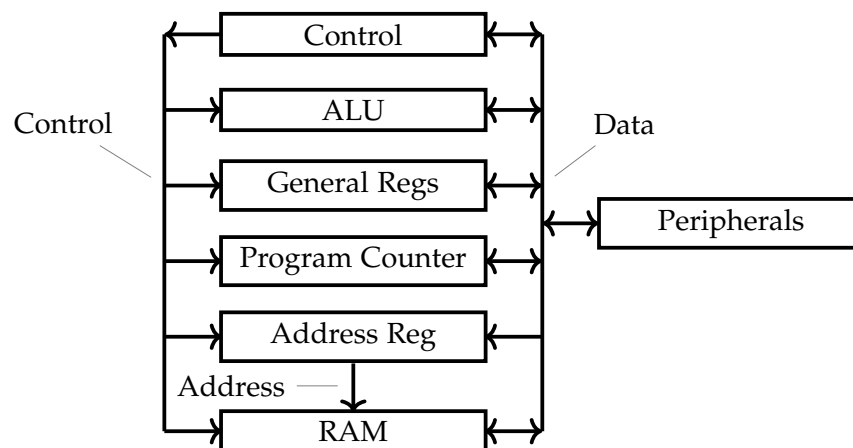 Control
ALU
Control
Data
General Regs
Peripherals
Program Counter
Address Reg
Address
RAM